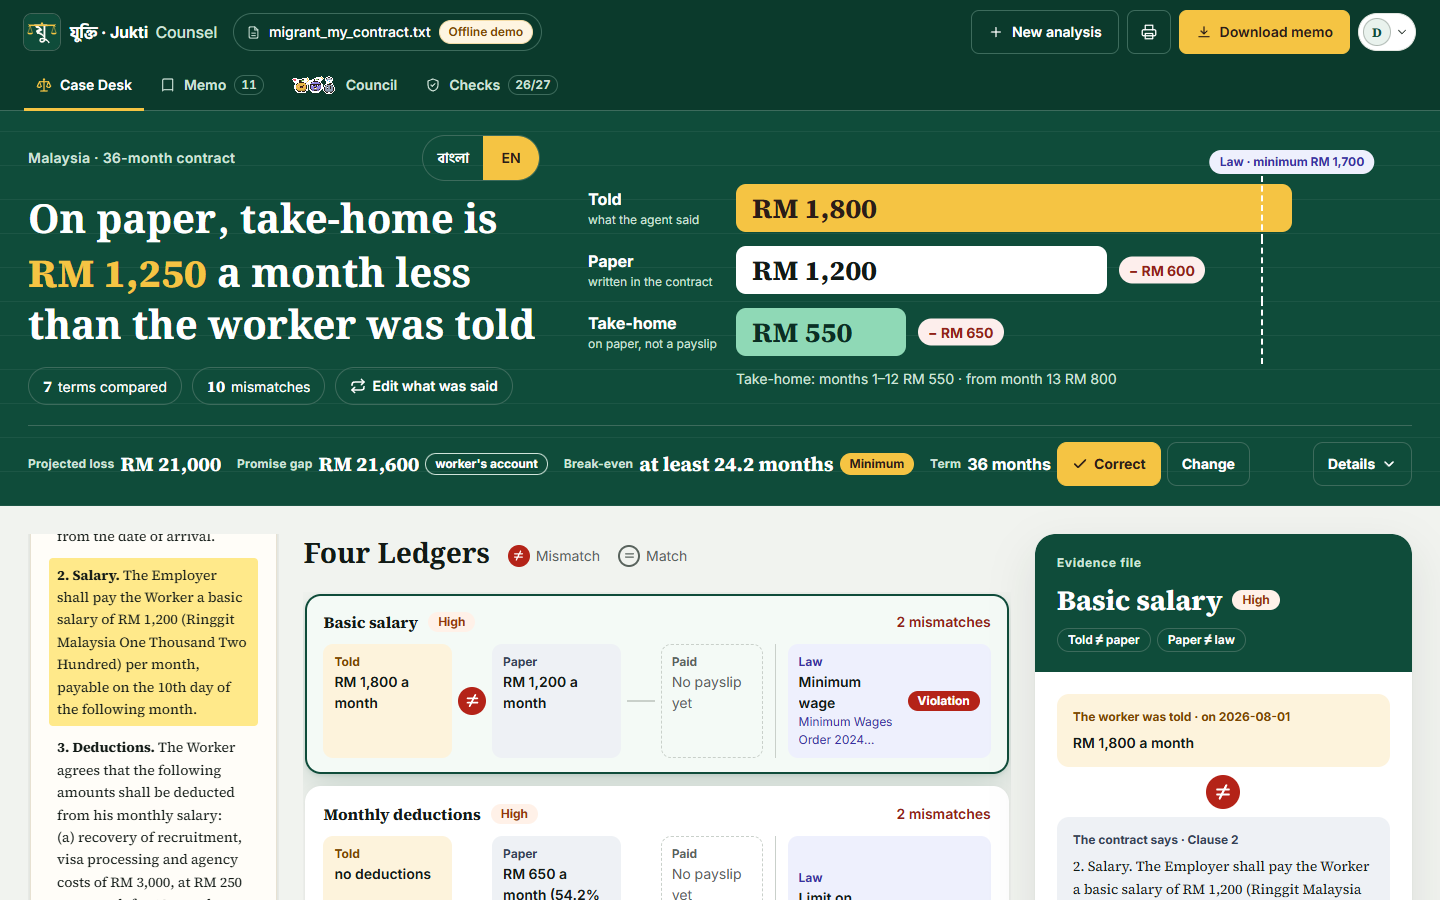 যু
যুক্তি · Jukti Counsel
migrant_my_contract.txt Offline demo
New analysis
Download memo
D
Case Desk
Memo 11
Council
Checks 26/27
Malaysia · 36-month contract
বাংলা EN
On paper, take-home is
RM 1,250 a month less
than the worker was told
7 terms compared
10 mismatches
Edit what was said
Law · minimum RM 1,700
Told
what the agent said
RM 1,800
Paper
written in the contract
RM 1,200
– RM 600
Take-home
on paper, not a payslip
RM 550
– RM 650
Take-home: months 1–12 RM 550 · from month 13 RM 800
Projected loss RM 21,000 Promise gap RM 21,600 worker's account Break-even at least 24.2 months Minimum Term 36 months Correct Change Details
from the date of arrival.
2. Salary. The Employer
shall pay the Worker a basic
salary of RM 1,200 (Ringgit
Malaysia One Thousand Two
Hundred) per month,
payable on the 10th day of
the following month.
3. Deductions. The Worker
agrees that the following
amounts shall be deducted
from his monthly salary:
(a) recovery of recruitment,
visa processing and agency
costs of RM 3,000, at RM 250
Four Ledgers ≠ Mismatch = Match
Basic salary High 2 mismatches
Told
RM 1,800 a
month
≠
Paper
RM 1,200 a
month
Paid
No payslip
yet
Law
Minimum
wage
Minimum Wages
Order 2024...
Violation
Monthly deductions High 2 mismatches
Told
no deductions
Paper
RM 650 a
month (54.2%
Paid
No payslip
yet
Law
Limit on
Evidence file
Basic salary High
Told ≠ paper Paper ≠ law
The worker was told · on 2026-08-01
RM 1,800 a month
≠
The contract says · Clause 2
2. Salary. The Employer shall pay the Worker
a basic salary of RM 1,200 (Ringgit Malaysia